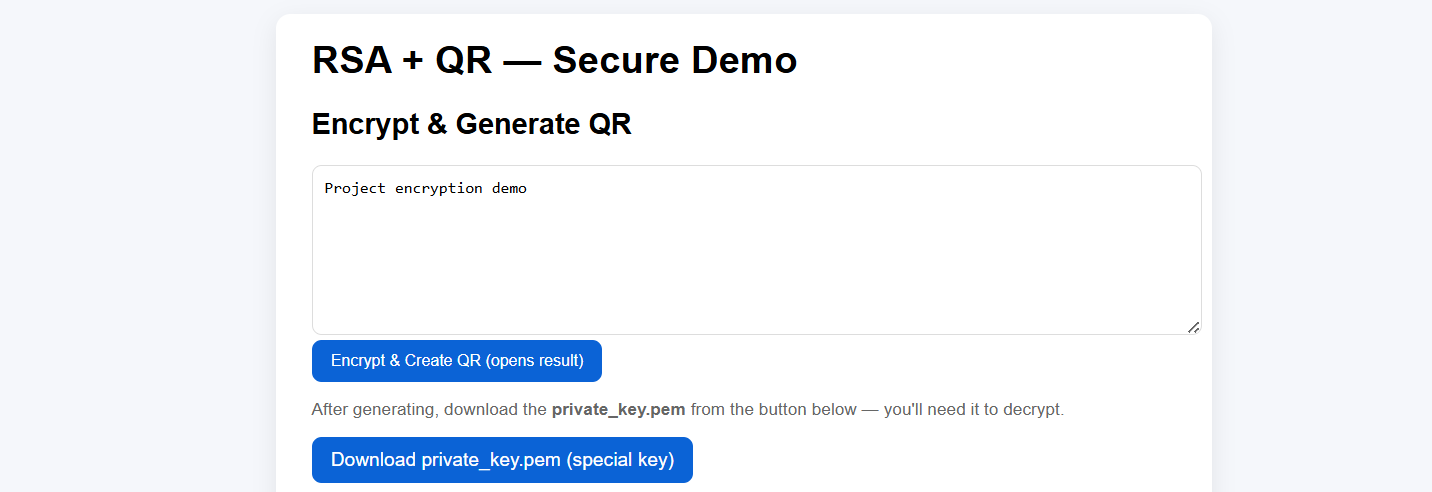 RSA + QR — Secure Demo
Encrypt & Generate QR
Project encryption demo
Encrypt & Create QR (opens result)
After generating, download the private_key.pem from the button below — you'll need it to decrypt.
Download private_key.pem (special key)